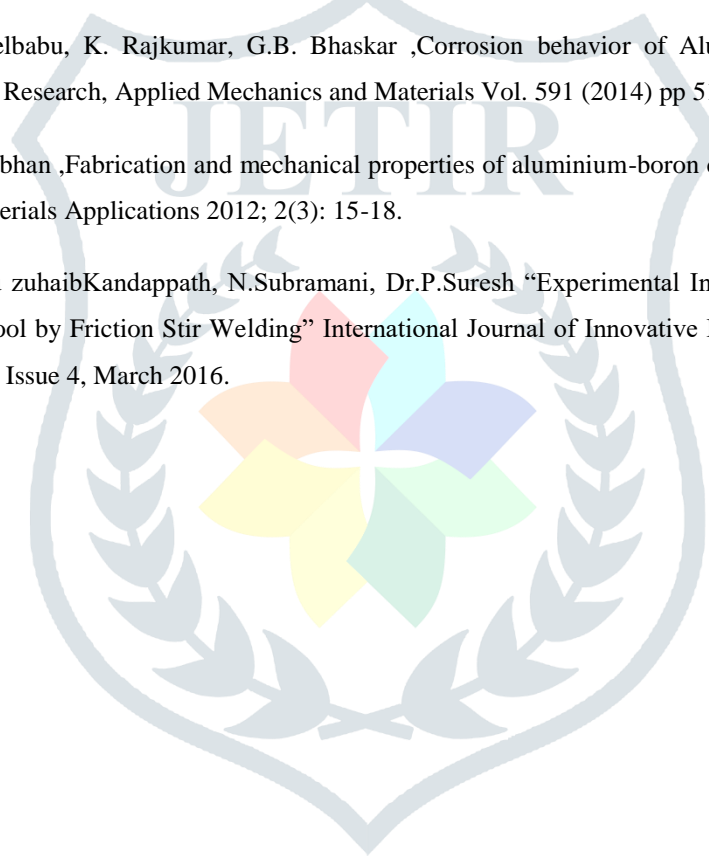 elbabu, K. Rajkumar, G.B. Bhaskar ,Corrosion behavior of Alu
Research, Applied Mechanics and Materials Vol. 591 (2014) pp 5
JETIR
bhan ,Fabrication and mechanical properties of aluminium-boron
erials Applications 2012; 2(3): 15-18.
zuhaibKandappath, N.Subramani, Dr.P.Suresh “Experimental In
ool by Friction Stir Welding” International Journal of Innovative
Issue 4, March 2016.